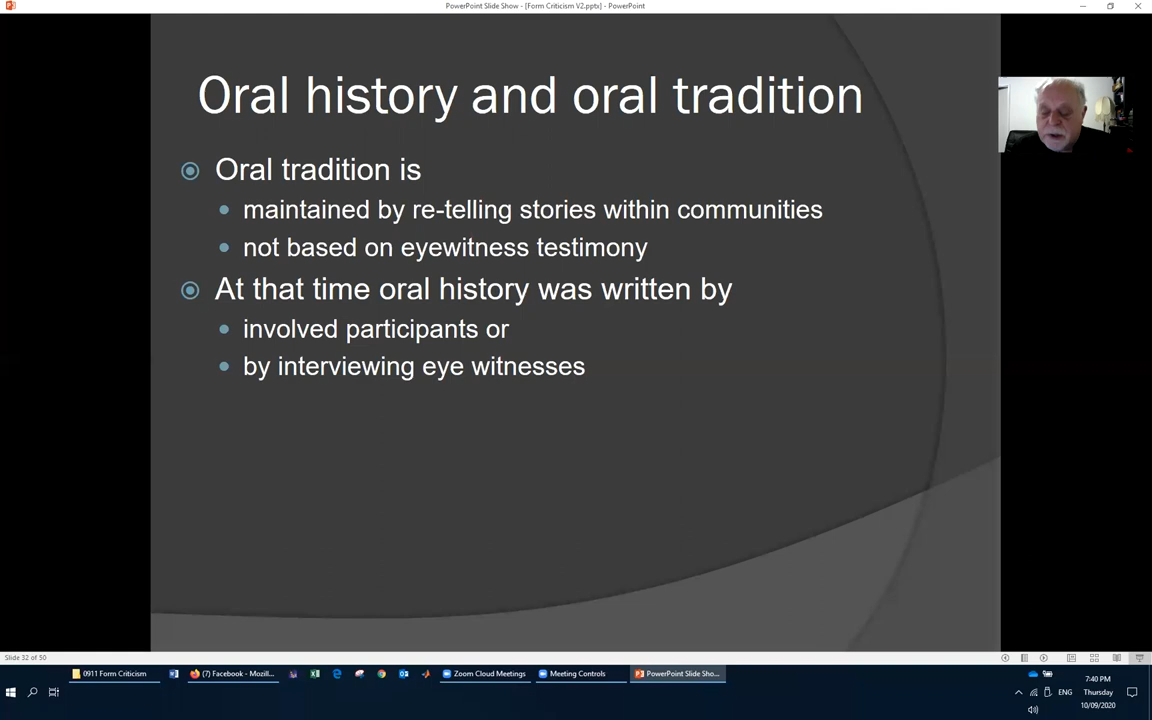 PowerPoint Slide Show - [Form Criticism V2.pptx] - PowerPoint
Oral history and oral tradition
Oral tradition is
maintained by re-telling stories within communities
not based on eyewitness testimony
At that time oral history was written by
involved participants or
by interviewing eye witnesses
Slide 32 of 50
0911 Form Criticism
(7) Facebook - Mozill...
Zoom Cloud Meetings
Meeting Controls
PowerPoint Slide Sho...
ENG
7:40 PM
Thursday
10/09/2020